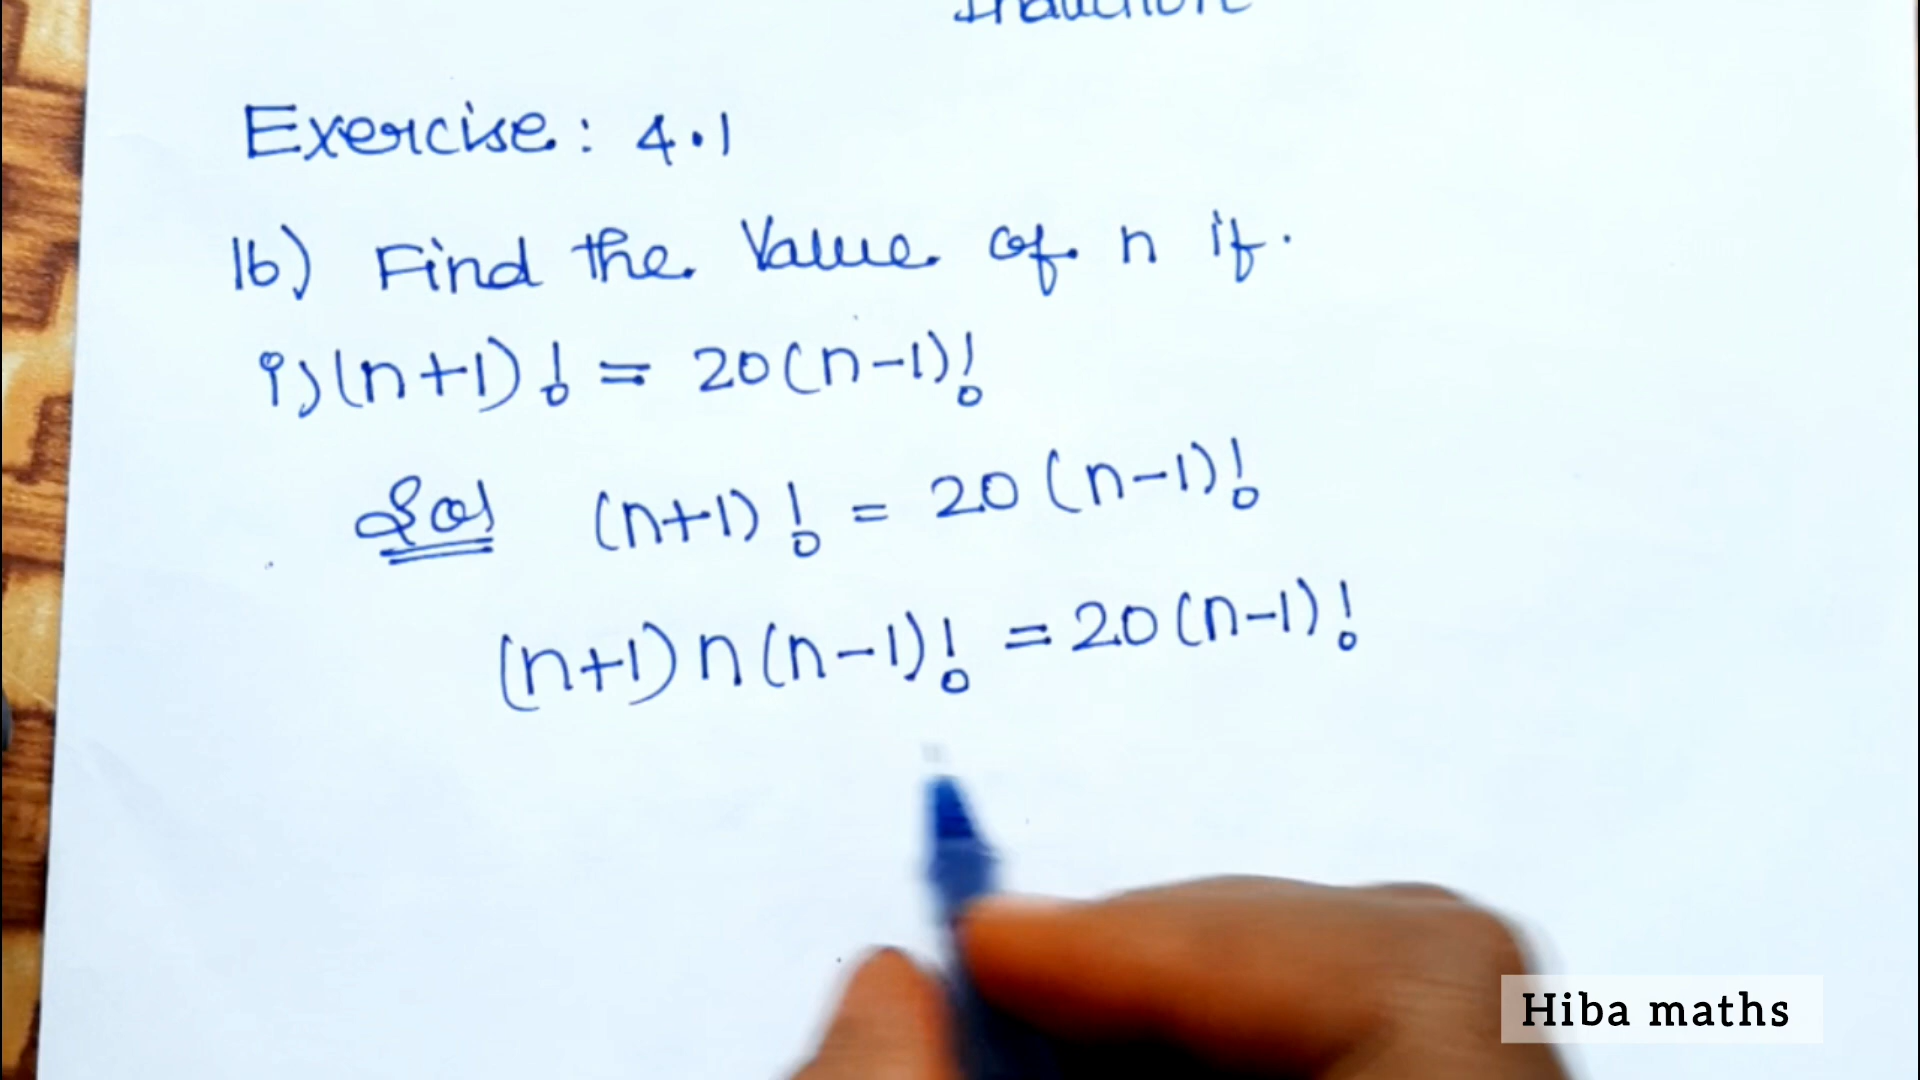 Induction
Exercise: 4.1
16) Find the Value of n if.
i) (n+1)! = 20(n-1)!
Sol (n+1)! = 20(n-1)!
(n+1)n(n-1)! = 20(n-1)!
Hiba maths